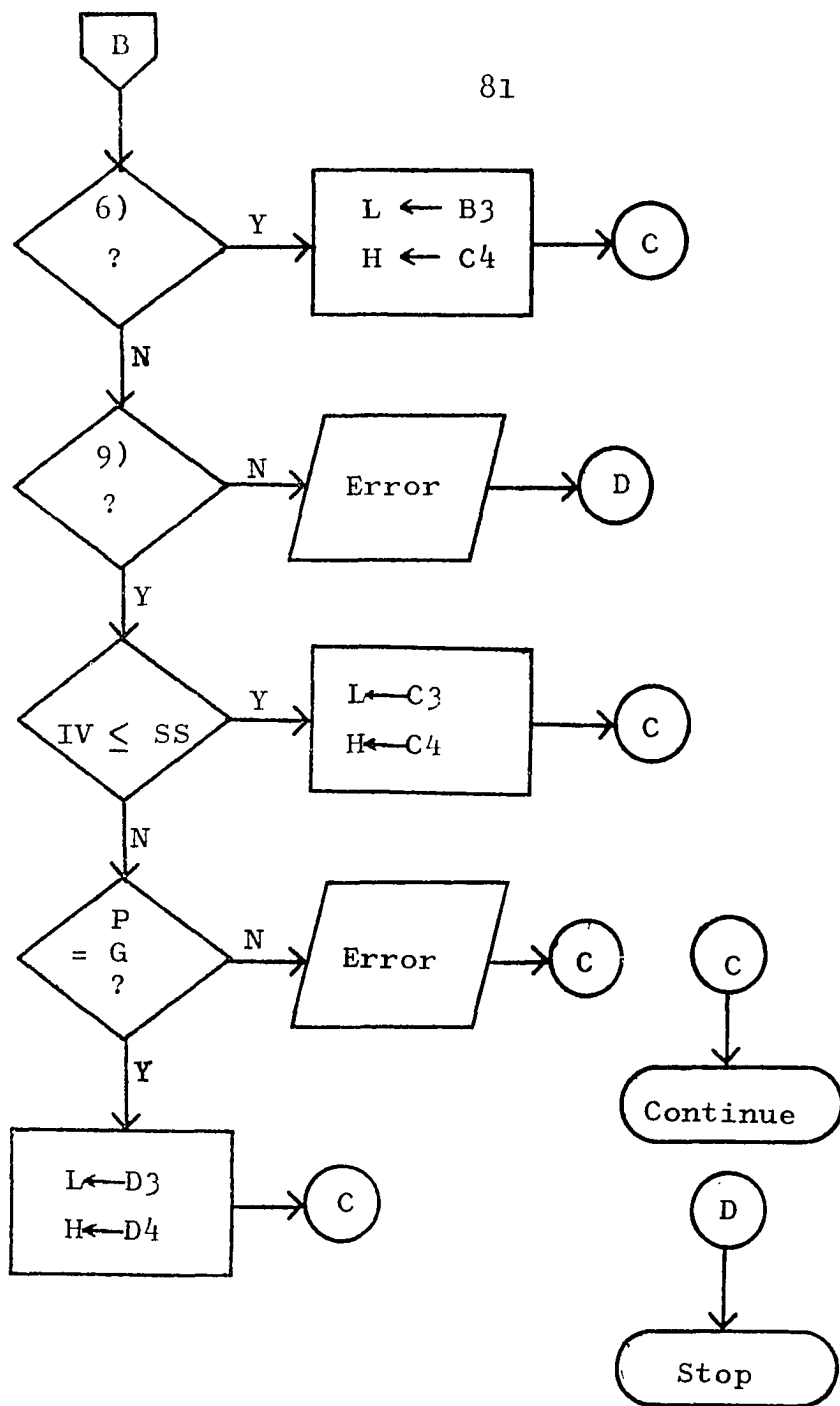 B
81
6)
?
Y
L ← B3
H ← C4
C
N
9)
?
N
Error
D
Y
IV ≤ SS
Y
L←C3
H←C4
C
N
P
= G
?
N
Error
C
C
Continue
Y
L←D3
H←D4
C
D
Stop